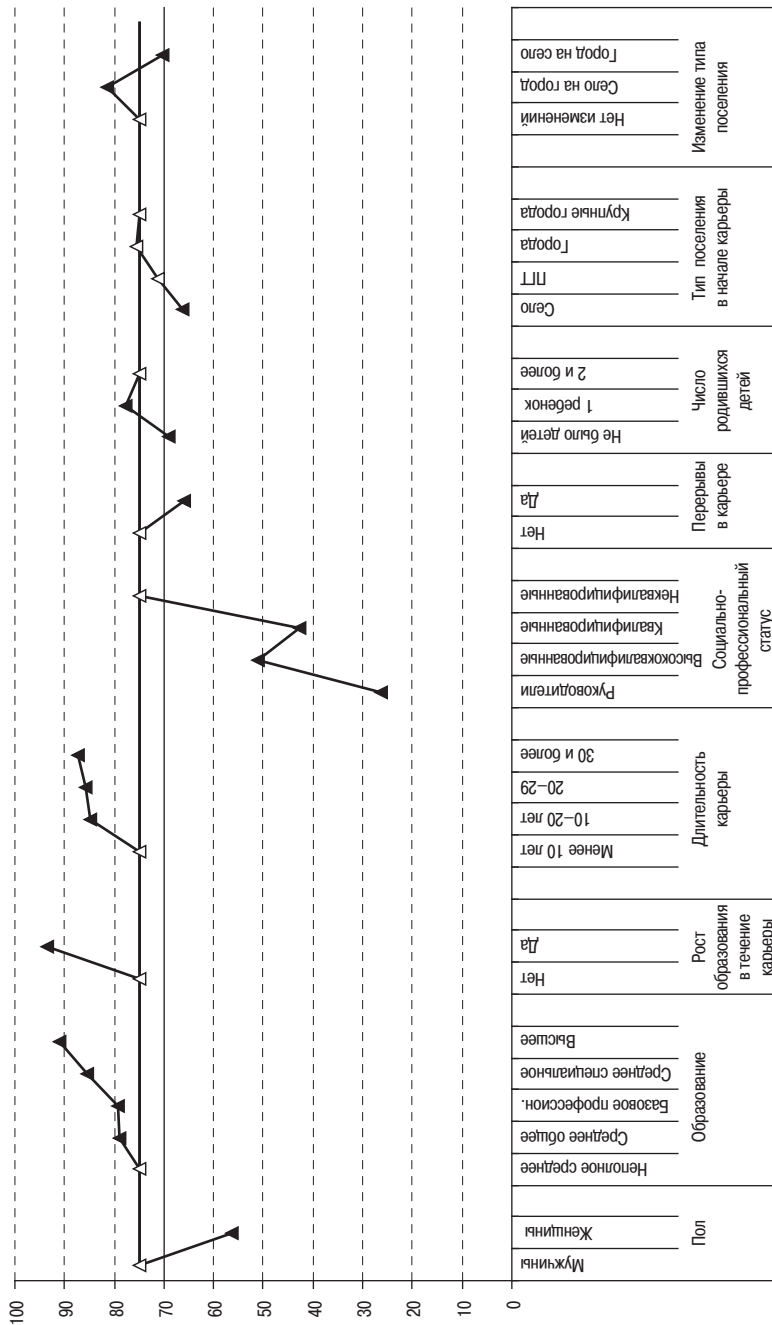 100
90
80
70
60
50
40
30
20
10
0
Мужчины
Женщины
Пол
Неполное среднее
Среднее общее
Базовое профессион.
Среднее специальное
Высшее
Образование
Нет
Да
Рост
образования
в течение
карьеры
Менее 10 лет
10–20 лет
20–29
30 и более
Длительность
карьеры
Руководители
Высококвалифицированные
Квалифицированные
Неквалифицированные
Социально-
профессиональный
статус
Нет
Да
Перерывы
в карьере
Не было детей
1 ребенок
2 и более
Число
родившихся
детей
Село
ПГТ
Города
Крупные города
Тип поселения
в начале карьеры
Нет изменений
Село на город
Город на село
Изменение типа
поселения